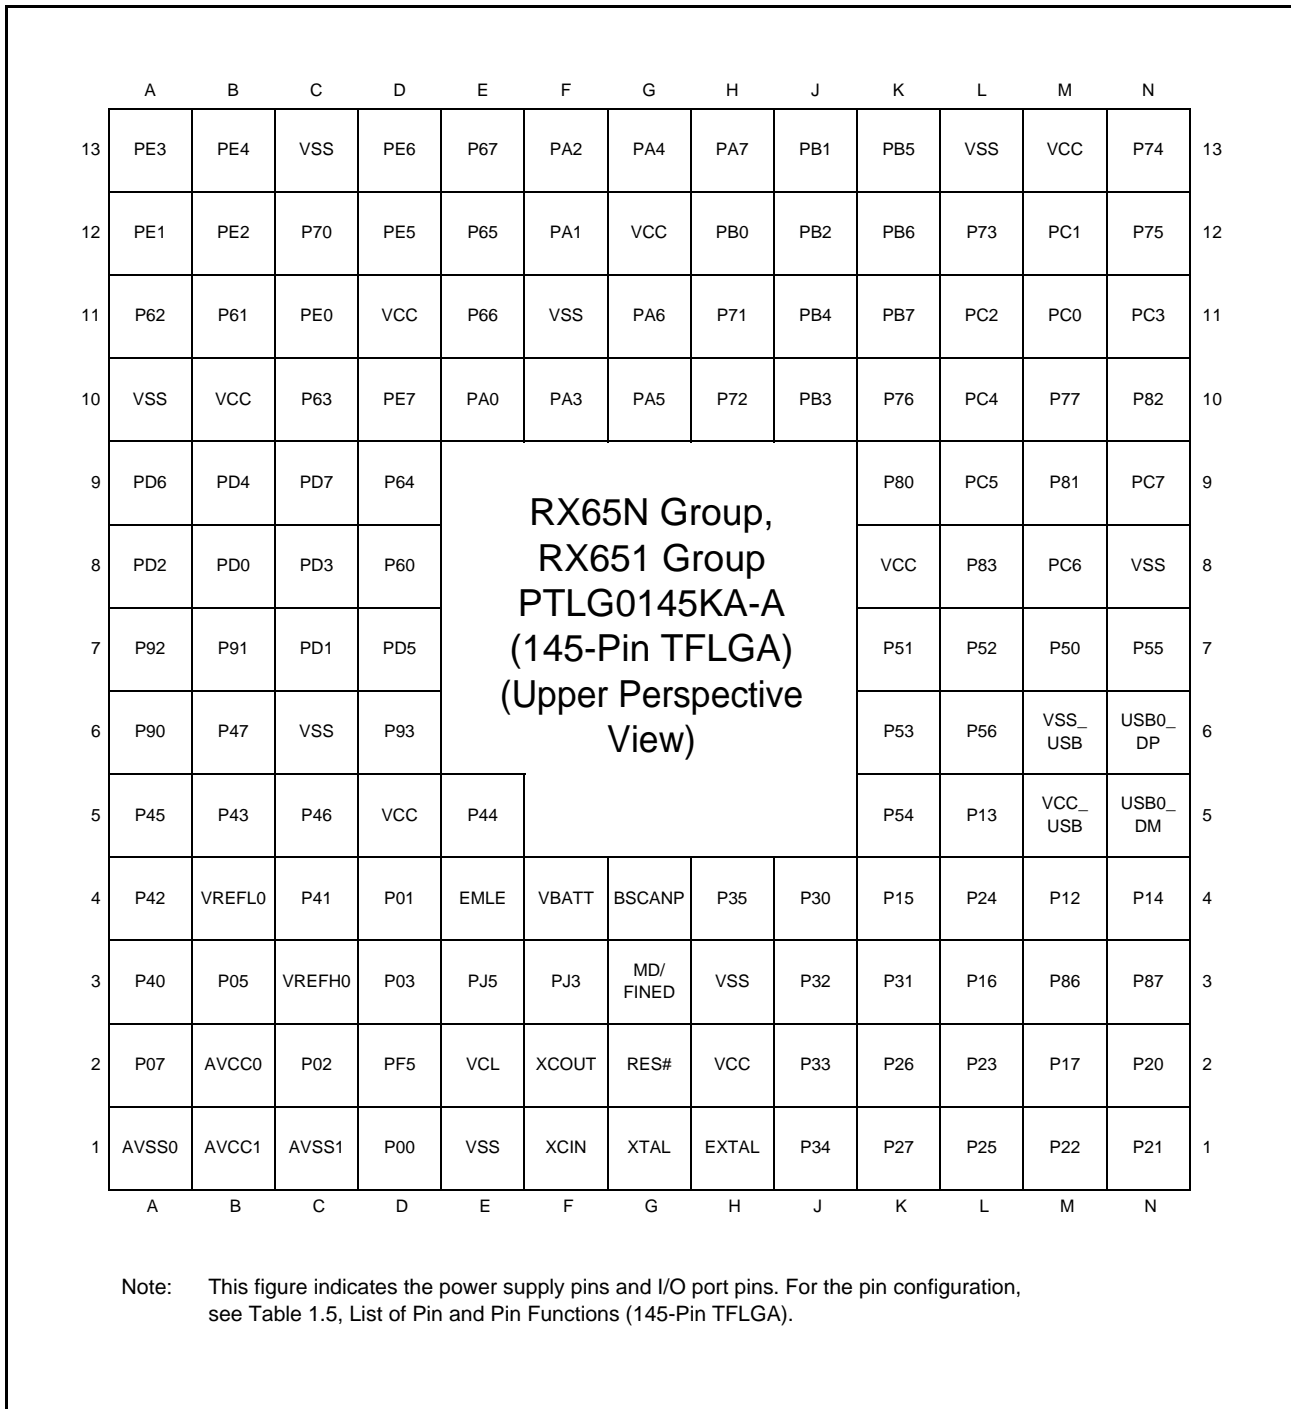 A B C D E F G H J K L M N
13 PE3 PE4 VSS PE6 P67 PA2 PA4 PA7 PB1 PB5 VSS VCC P74 13
12 PE1 PE2 P70 PE5 P65 PA1 VCC PB0 PB2 PB6 P73 PC1 P75 12
11 P62 P61 PE0 VCC P66 VSS PA6 P71 PB4 PB7 PC2 PC0 PC3 11
10 VSS VCC P63 PE7 PA0 PA3 PA5 P72 PB3 P76 PC4 P77 P82 10
9 PD6 PD4 PD7 P64 P80 PC5 P81 PC7 9
8 PD2 PD0 PD3 P60 VCC P83 PC6 VSS 8
7 P92 P91 PD1 PD5 P51 P52 P50 P55 7
6 P90 P47 VSS P93 P53 P56 VSS_ USB USB0_ DP 6
5 P45 P43 P46 VCC P44 P54 P13 VCC_ USB USB0_ DM 5
RX65N Group,
RX651 Group
PTLG0145KA-A
(145-Pin TFLGA)
(Upper Perspective
View)
4 P42 VREFL0 P41 P01 EMLE VBATT BSCANP P35 P30 P15 P24 P12 P14 4
3 P40 P05 VREFH0 P03 PJ5 PJ3 MD/ FINED VSS P32 P31 P16 P86 P87 3
2 P07 AVCC0 P02 PF5 VCL XCOUT RES# VCC P33 P26 P23 P17 P20 2
1 AVSS0 AVCC1 AVSS1 P00 VSS XCIN XTAL EXTAL P34 P27 P25 P22 P21 1
A B C D E F G H J K L M N
Note: This figure indicates the power supply pins and I/O port pins. For the pin configuration,
see Table 1.5, List of Pin and Pin Functions (145-Pin TFLGA).